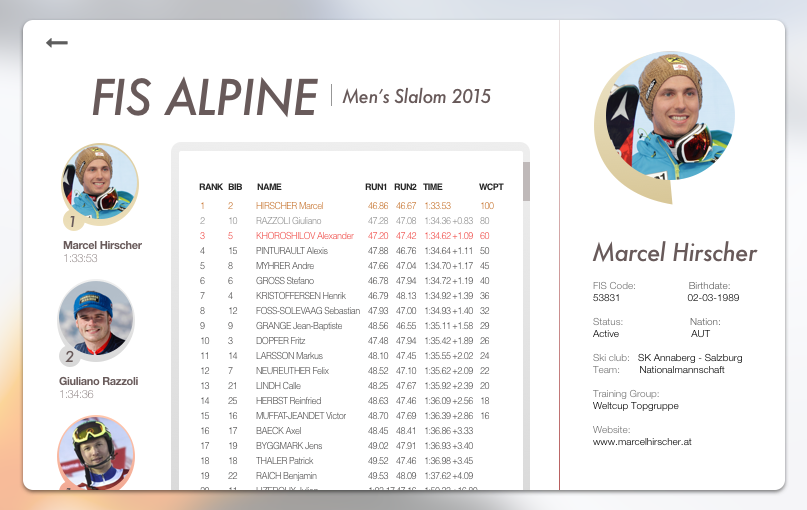 FIS ALPINE
Men's Slalom 2015
1
Marcel Hirscher
1:33:53
2
Giuliano Razzoli
1:34:36
RANK BIB NAME RUN1 RUN2 TIME WCPT
1 2 HIRSCHER Marcel 46.86 46.67 1:33.53 100
2 10 RAZZOLI Giuliano 47.28 47.08 1:34.36 +0.83 80
3 5 KHOROSHILOV Alexander 47.20 47.42 1:34.62 +1.09 60
4 15 PINTURAULT Alexis 47.88 46.76 1:34.64 +1.11 50
5 8 MYHRER Andre 47.66 47.04 1:34.70 +1.17 45
6 6 GROSS Stefano 46.78 47.94 1:34.72 +1.19 40
7 4 KRISTOFFERSEN Henrik 46.79 48.13 1:34.92 +1.39 36
8 12 FOSS-SOLEVAAG Sebastian 47.93 47.00 1:34.93 +1.40 32
9 9 GRANGE Jean-Baptiste 48.56 46.55 1:35.11 +1.58 29
10 3 DOPFER Fritz 47.48 47.94 1:35.42 +1.89 26
11 14 LARSSON Markus 48.10 47.45 1:35.55 +2.02 24
12 7 NEUREUTHER Felix 48.52 47.10 1:35.62 +2.09 22
13 21 LINDH Calle 48.25 47.67 1:35.92 +2.39 20
14 25 HERBST Reinfried 48.63 47.46 1:36.09 +2.56 18
15 16 MUFFAT-JEANDET Victor 48.70 47.69 1:36.39 +2.86 16
16 17 BAECK Axel 48.45 48.41 1:36.86 +3.33
17 19 BYGGMARK Jens 49.02 47.91 1:36.93 +3.40
18 18 THALER Patrick 49.52 47.46 1:36.98 +3.45
19 22 RAICH Benjamin 49.53 48.09 1:37.62 +4.09
Marcel Hirscher
FIS Code: Birthdate:
53831 02-03-1989
Status: Nation:
Active AUT
Ski club: SK Annaberg - Salzburg
Team: Nationalmannschaft
Training Group:
Weltcup Topgruppe
Website:
www.marcelhirscher.at